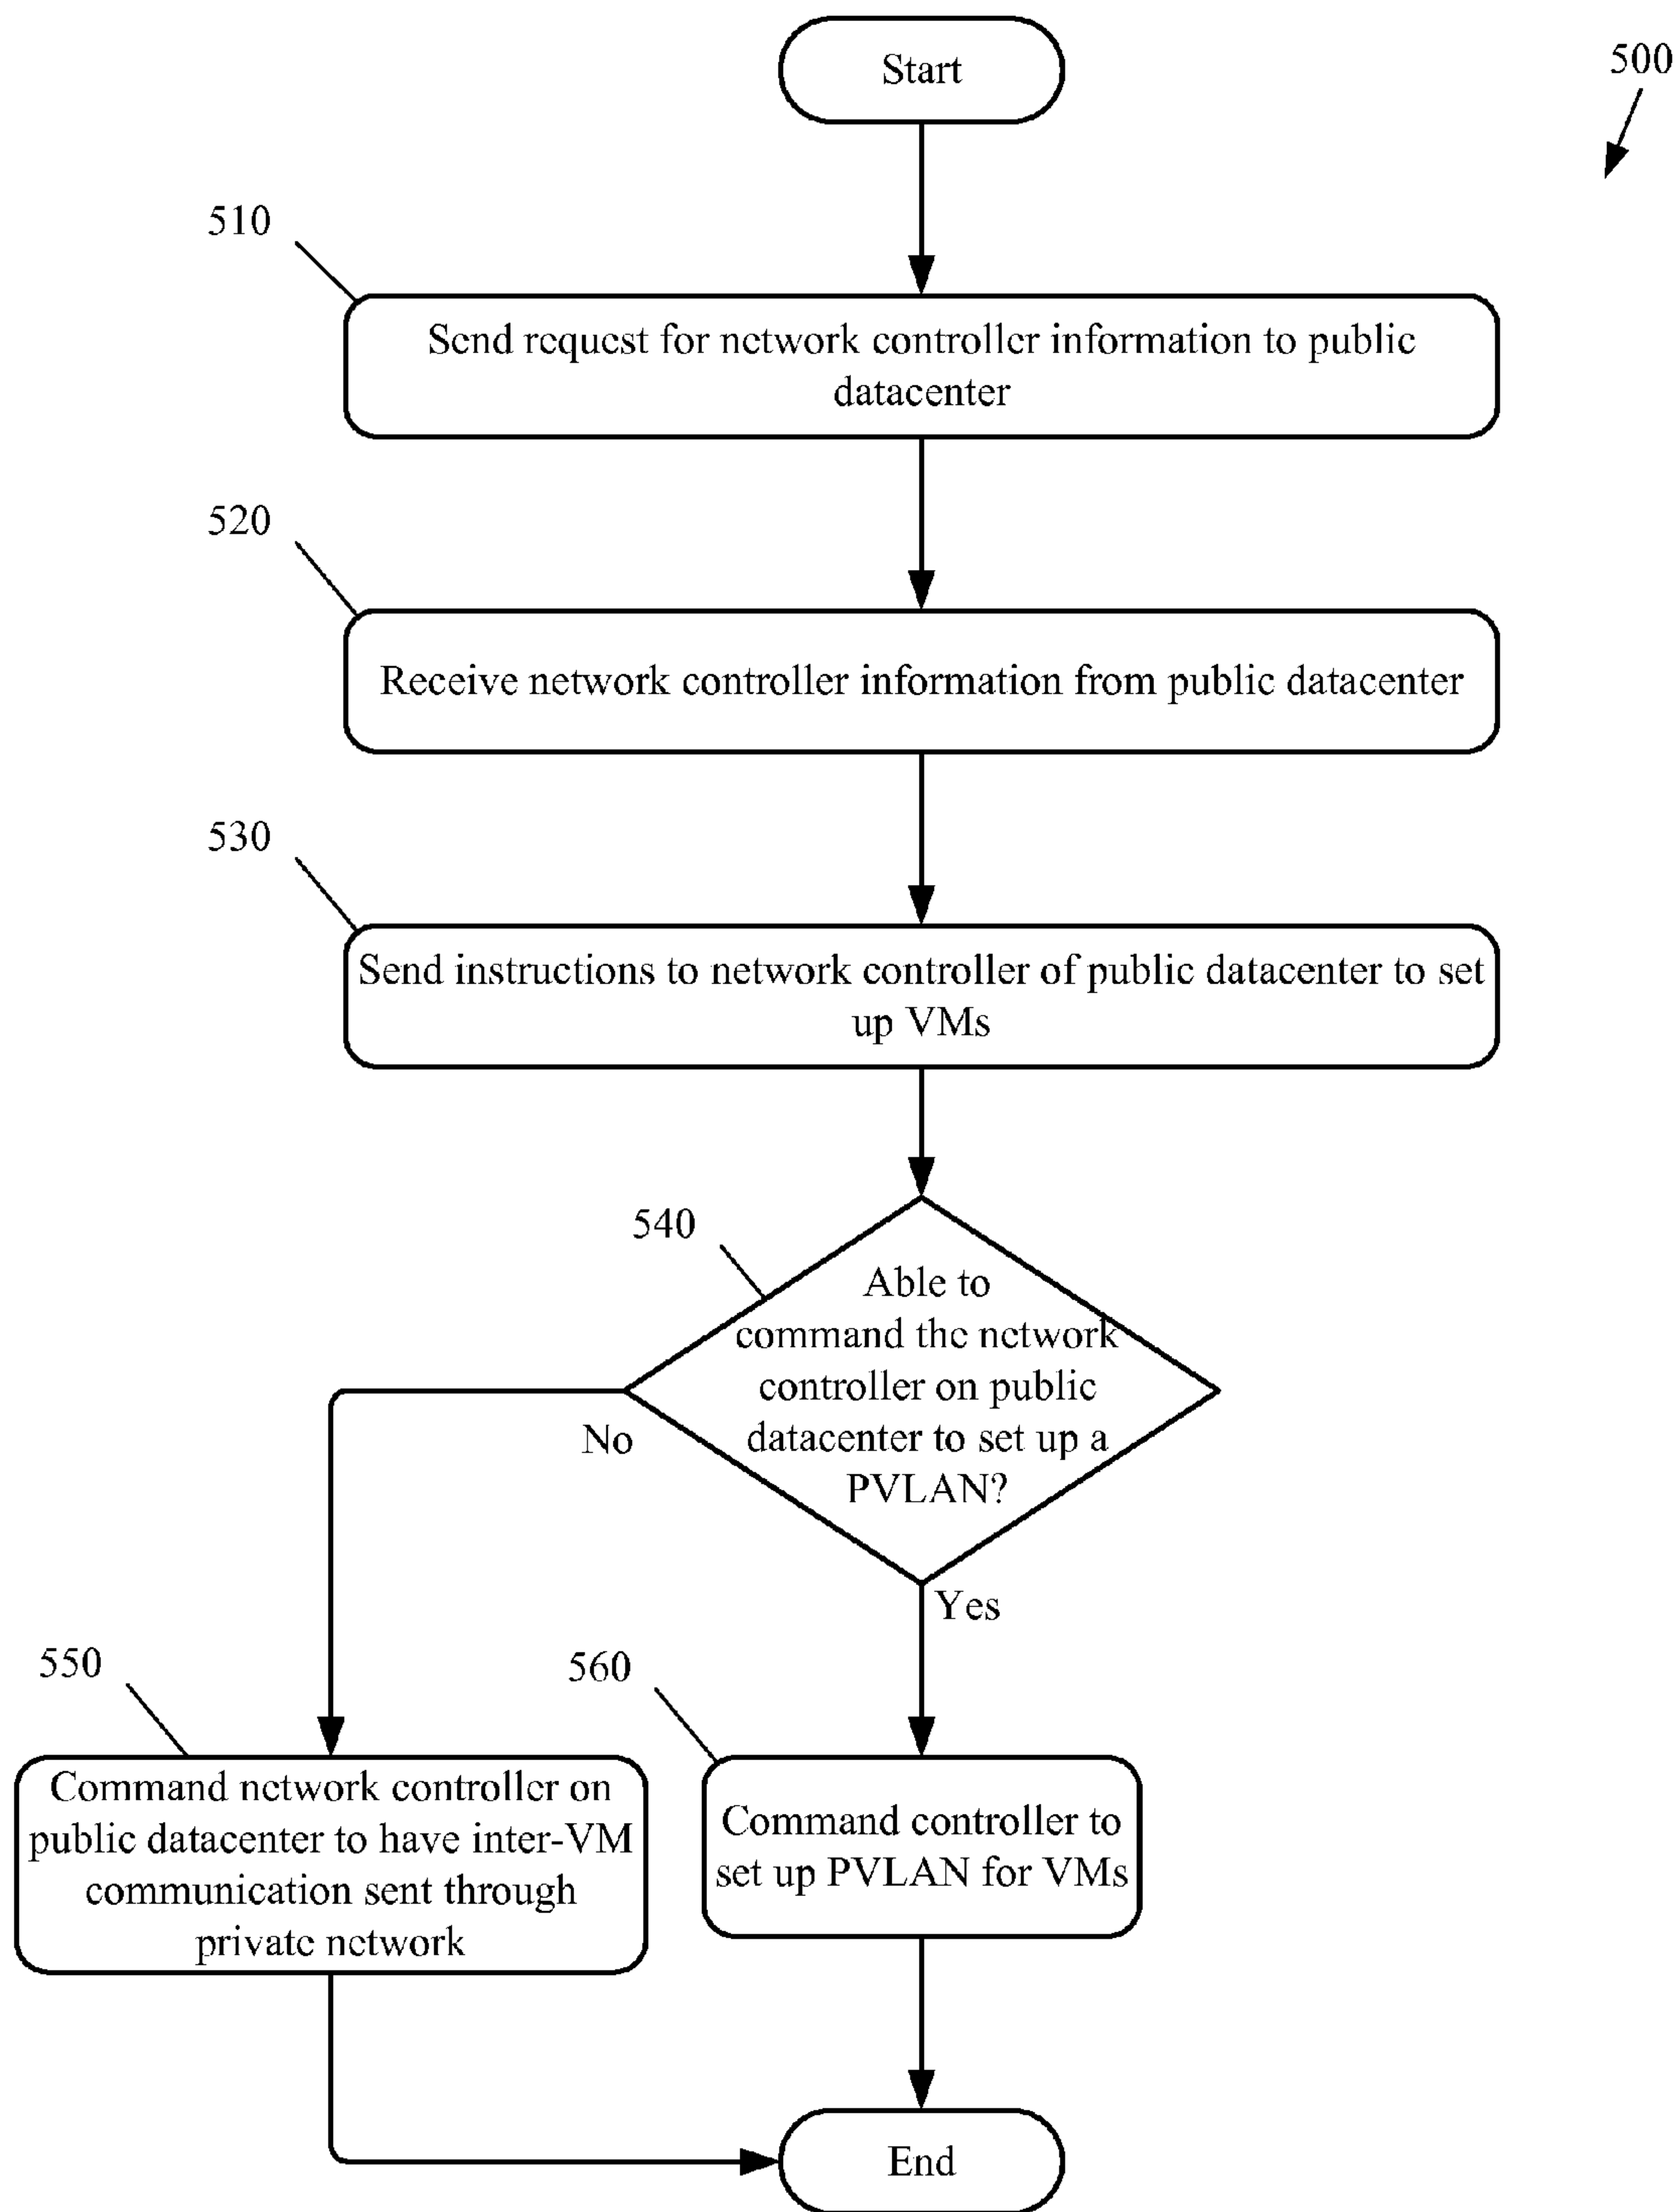 Start
500
510
Send request for network controller information to public
datacenter
520
Receive network controller information from public datacenter
530
Send instructions to network controller of public datacenter to set
up VMs
540
Able to
command the network
controller on public
datacenter to set up a
PVLAN?
No
Yes
550
560
Command network controller on
public datacenter to have inter-VM
communication sent through
private network
Command controller to
set up PVLAN for VMs
End